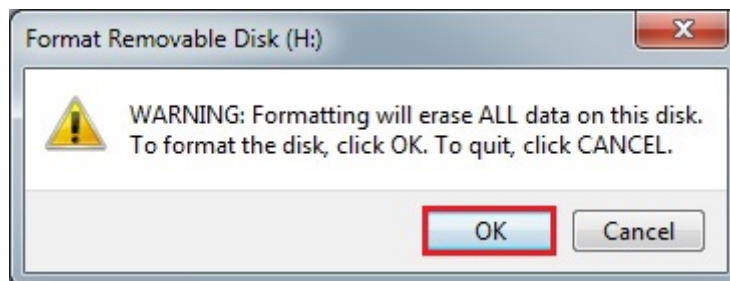 Format Removable Disk (H:)
WARNING: Formatting will erase ALL data on this disk.
To format the disk, click OK. To quit, click CANCEL.
OK
Cancel